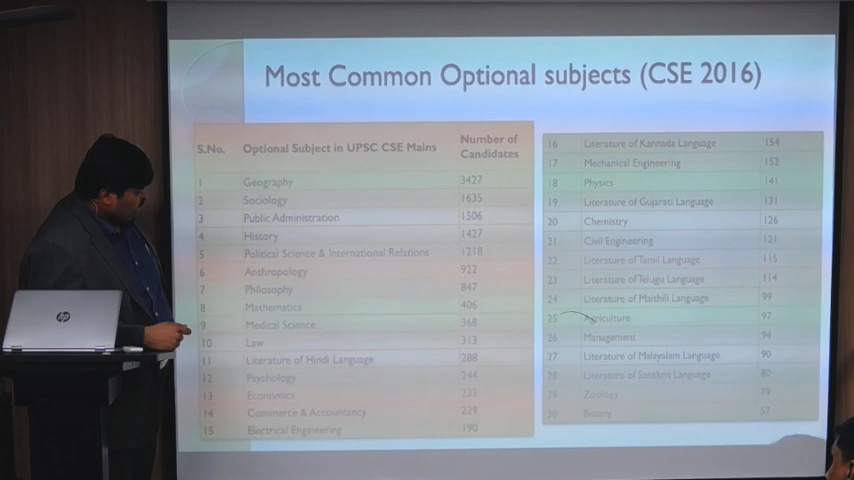 Most Common Optional subjects (CSE 2016)
S.No. Optional Subject in UPSC CSE Mains Number of Candidates
1 Geography 3427
2 Sociology 1635
3 Public Administration 1506
4 History 1427
5 Political Science & International Relations 1218
6 Anthropology 922
7 Philosophy 847
8 Mathematics 406
9 Medical Science 368
10 Law 313
11 Literature of Hindi Language 288
12 Psychology 244
13 Economics 232
14 Commerce & Accountancy 229
15 Electrical Engineering 190
16 Literature of Kannada Language 154
17 Mechanical Engineering 152
18 Physics 141
19 Literature of Gujarati Language 131
20 Chemistry 126
21 Civil Engineering 121
22 Literature of Tamil Language 115
23 Literature of Telugu Language 114
24 Literature of Maithili Language 99
25 Agriculture 97
26 Management 94
27 Literature of Malayalam Language 90
28 Literature of Sanskrit Language 80
29 Zoology 79
30 Botany 57
hp